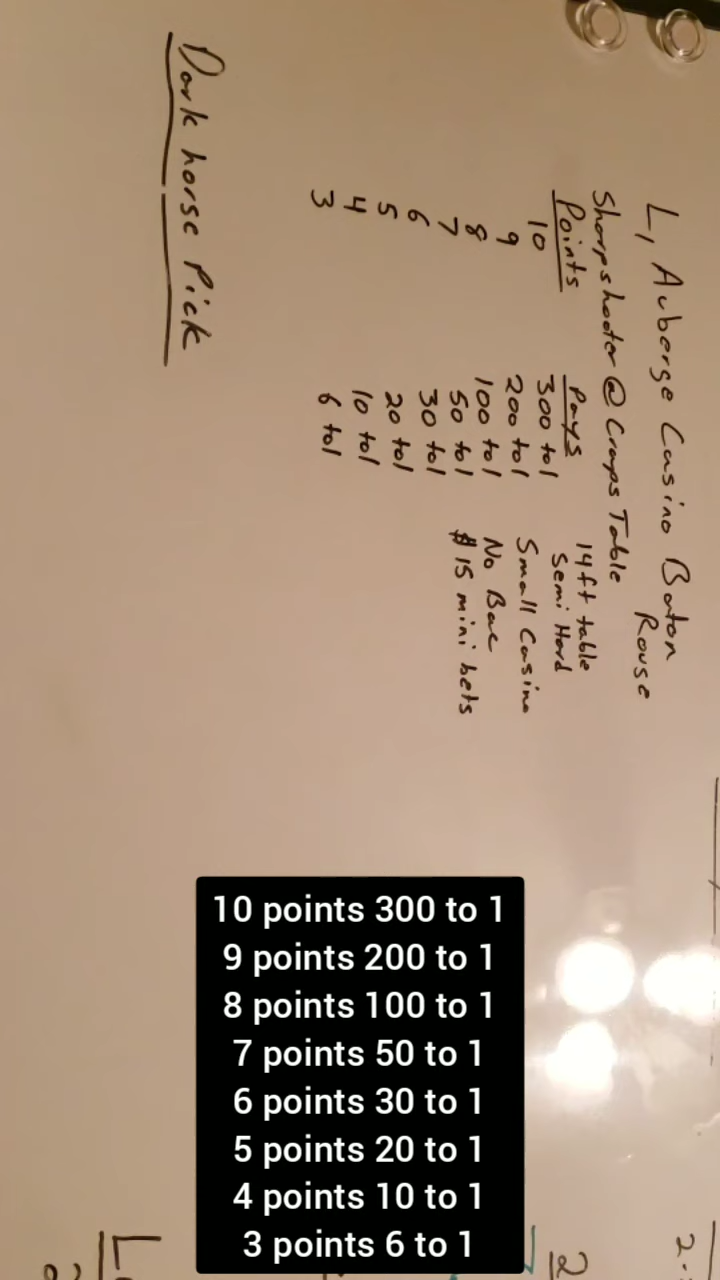 L, Auberge Casino Baton
Rouse
Sharpshooter @ Craps Table
Points
Pays
10 300 to 1
9 200 to 1
8 100 to 1
7 50 to 1
6 30 to 1
5 20 to 1
4 10 to 1
3 6 to 1
14 ft table
Semi Hard
Small Casino
No Bac
$15 mini bets
Dark horse Pick
10 points 300 to 1
9 points 200 to 1
8 points 100 to 1
7 points 50 to 1
6 points 30 to 1
5 points 20 to 1
4 points 10 to 1
3 points 6 to 1